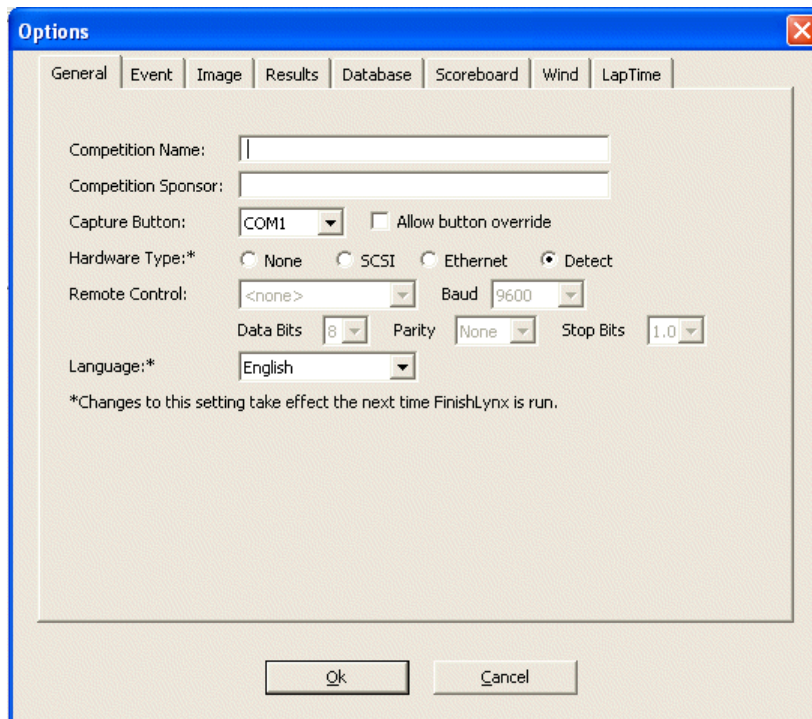 Options
General Event Image Results Database Scoreboard Wind LapTime
Competition Name:
Competition Sponsor:
Capture Button: COM1 Allow button override
Hardware Type:* None SCSI Ethernet Detect
Remote Control: <none> Baud 9600
Data Bits 8 Parity None Stop Bits 1.0
Language:* English
*Changes to this setting take effect the next time FinishLynx is run.
Ok Cancel